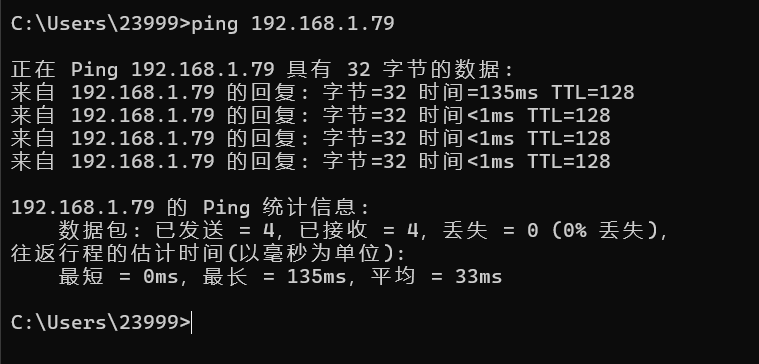 C:\Users\23999>ping 192.168.1.79
正在 Ping 192.168.1.79 具有 32 字节的数据:
来自 192.168.1.79 的回复: 字节=32 时间=135ms TTL=128
来自 192.168.1.79 的回复: 字节=32 时间<1ms TTL=128
来自 192.168.1.79 的回复: 字节=32 时间<1ms TTL=128
来自 192.168.1.79 的回复: 字节=32 时间<1ms TTL=128
192.168.1.79 的 Ping 统计信息:
    数据包: 已发送 = 4, 已接收 = 4, 丢失 = 0 (0% 丢失),
往返行程的估计时间(以毫秒为单位):
    最短 = 0ms, 最长 = 135ms, 平均 = 33ms
C:\Users\23999>